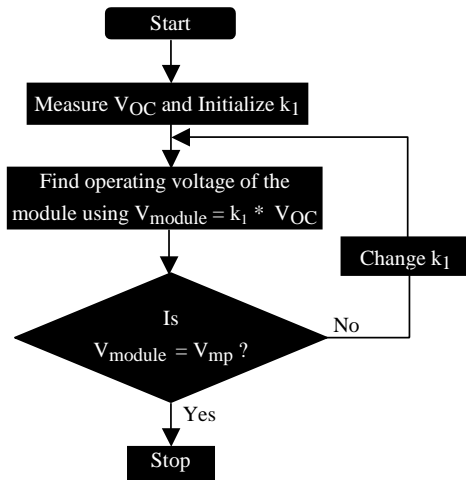 Start
Measure V_OC and Initialize k_1
Find operating voltage of the
module using V_module = k_1 * V_OC
Change k_1
Is
V_module = V_mp ?
No
Yes
Stop